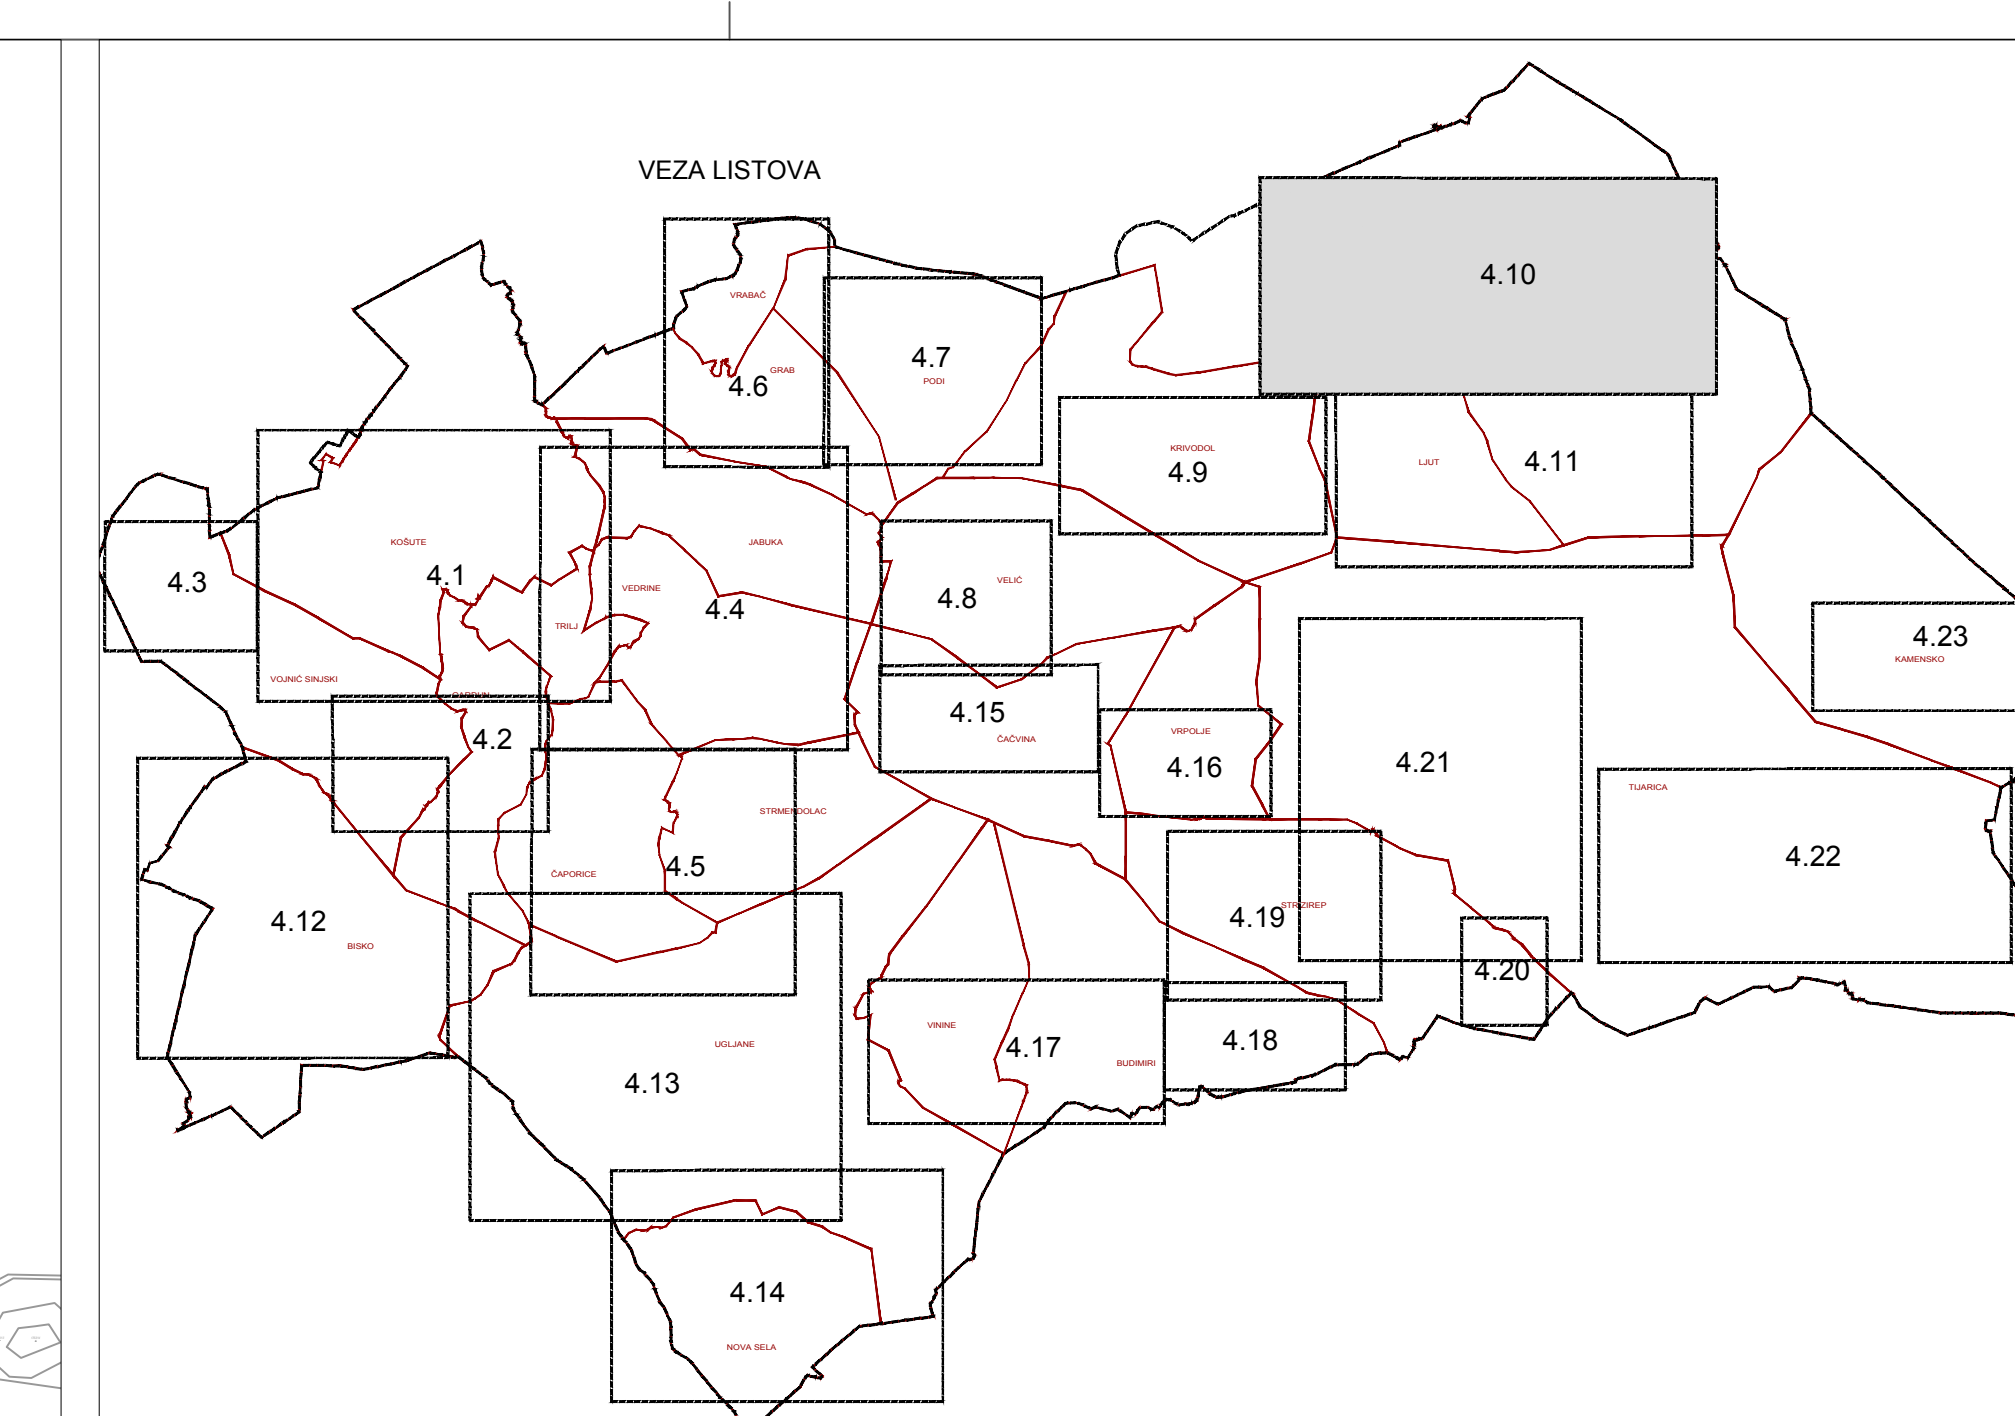 VEZA LISTOVA
4.10
VRABAČ
4.7
GRAB
PODI
4.6
KRIVODOL
4.9
LJUT
4.11
KOŠUTE
JABUKA
4.1
4.3
VEDRINE
4.4
VELIĆ
4.8
TRILJ
4.23
KAMENSKO
VOJNIĆ SINJSKI
GARDUN
4.2
4.15
ČAČVINA
VRPOLJE
4.16
4.21
TIJARICA
STRMENDOLAC
4.5
ČAPORICE
4.22
4.12
BISKO
4.19
STRIZIREP
4.20
VININE
UGLJANE
4.17
4.18
BUDIMIRI
4.13
4.14
NOVA SELA